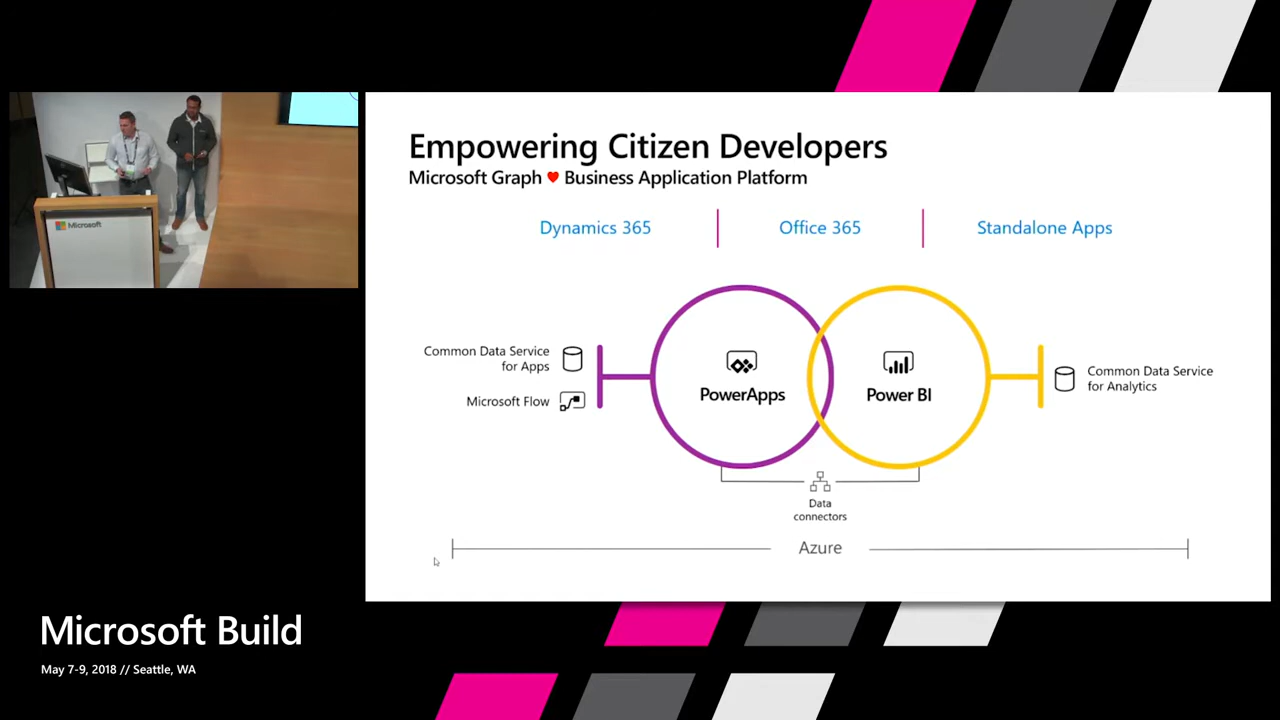 Empowering Citizen Developers
Microsoft Graph ♥ Business Application Platform
Dynamics 365
Office 365
Standalone Apps
Common Data Service
for Apps
Microsoft Flow
PowerApps
Power BI
Common Data Service
for Analytics
Data
connectors
Azure
Microsoft
Microsoft Build
May 7-9, 2018 // Seattle, WA